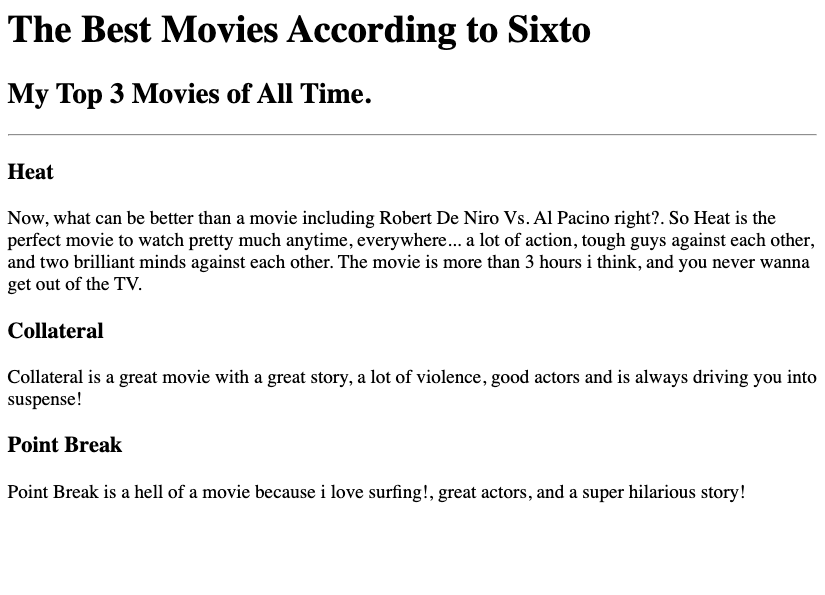 The Best Movies According to Sixto
My Top 3 Movies of All Time.
Heat
Now, what can be better than a movie including Robert De Niro Vs. Al Pacino right?. So Heat is the
perfect movie to watch pretty much anytime, everywhere... a lot of action, tough guys against each other,
and two brilliant minds against each other. The movie is more than 3 hours i think, and you never wanna
get out of the TV.
Collateral
Collateral is a great movie with a great story, a lot of violence, good actors and is always driving you into
suspense!
Point Break
Point Break is a hell of a movie because i love surfing!, great actors, and a super hilarious story!